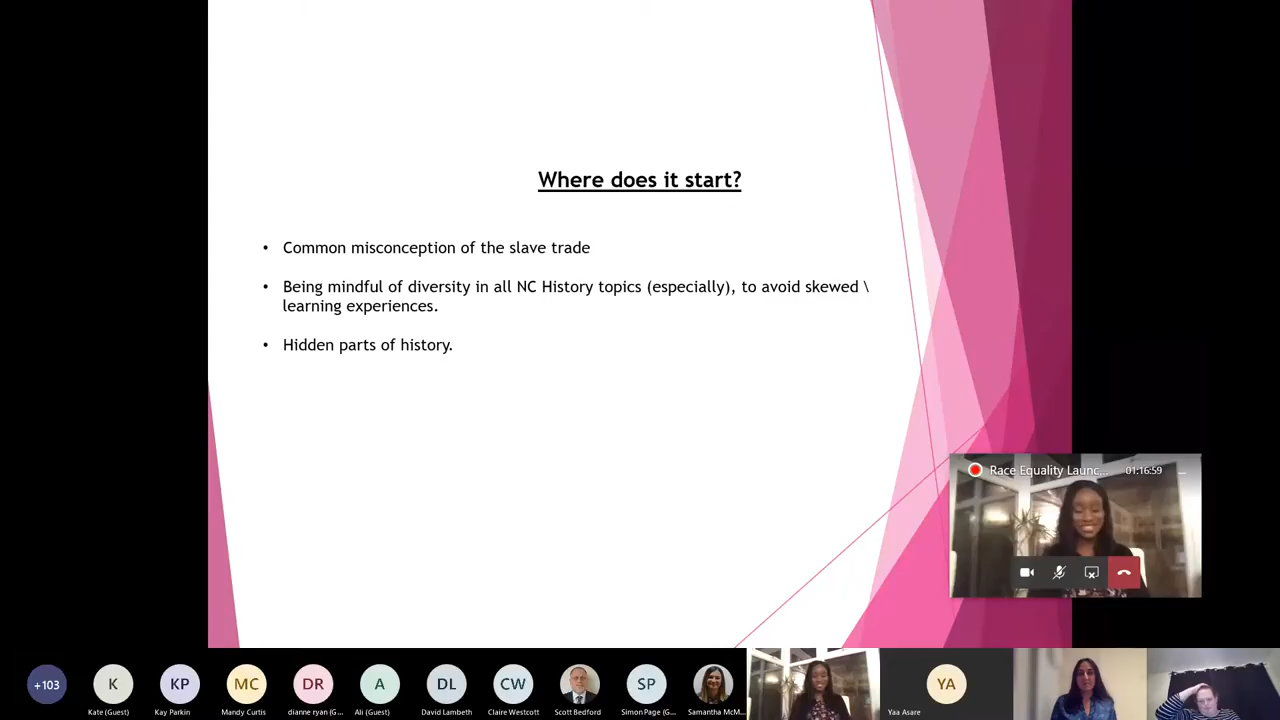 Where does it start?
• Common misconception of the slave trade
• Being mindful of diversity in all NC History topics (especially), to avoid skewed \
learning experiences.
• Hidden parts of history.
Race Equality Launc... 01:16:59
+103 K KP MC DR A DL CW SP YA
Kate (Guest) Kay Parkin Mandy Curtis dianne ryan (G... Ali (Guest) David Lambeth Claire Westcott Scott Bedford Simon Page (G... Samantha McM... Yaa Asare